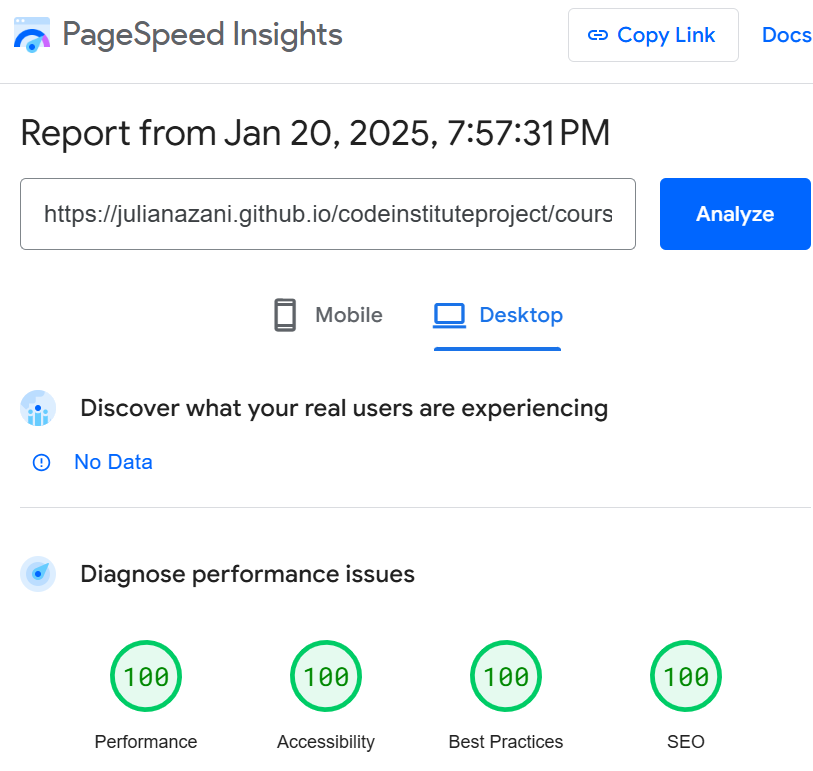 PageSpeed Insights
Copy Link
Docs
Report from Jan 20, 2025, 7:57:31 PM
https://julianazani.github.io/codeinstituteproject/cours
Analyze
Mobile
Desktop
Discover what your real users are experiencing
No Data
Diagnose performance issues
100 100 100 100
Performance Accessibility Best Practices SEO